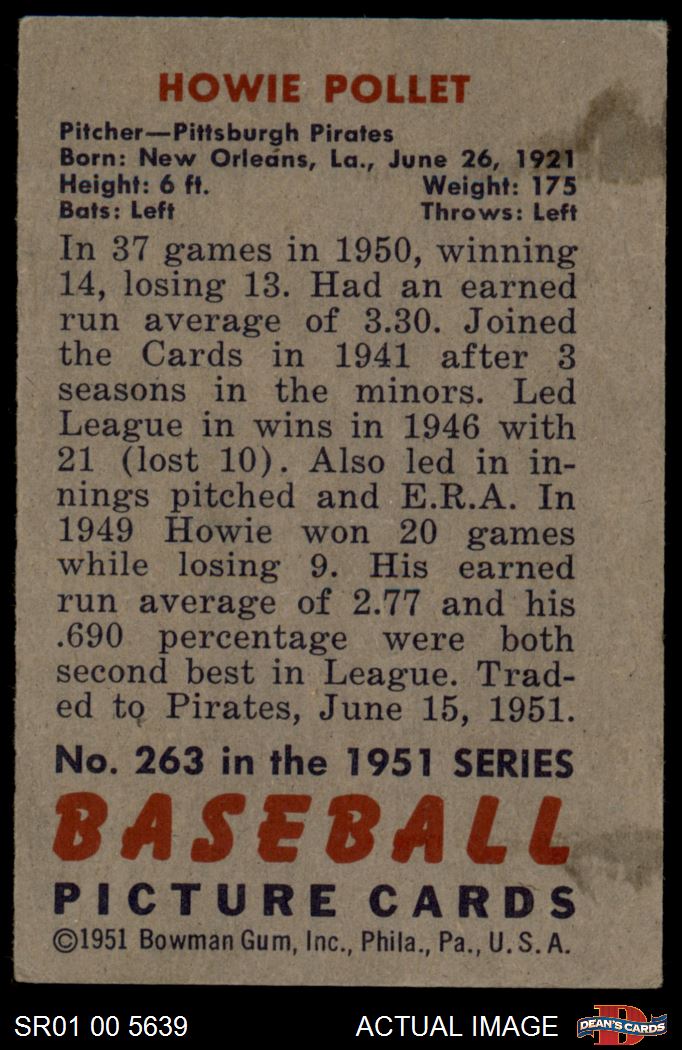 HOWIE POLLET
Pitcher—Pittsburgh Pirates
Born: New Orleans, La., June 26, 1921
Height: 6 ft. Weight: 175
Bats: Left Throws: Left
In 37 games in 1950, winning
14, losing 13. Had an earned
run average of 3.30. Joined
the Cards in 1941 after 3
seasons in the minors. Led
League in wins in 1946 with
21 (lost 10). Also led in in-
nings pitched and E.R.A. In
1949 Howie won 20 games
while losing 9. His earned
run average of 2.77 and his
.690 percentage were both
second best in League. Trad-
ed to Pirates, June 15, 1951.
No. 263 in the 1951 SERIES
BASEBALL
PICTURE CARDS
©1951 Bowman Gum, Inc., Phila., Pa., U.S.A.
SR01 00 5639 ACTUAL IMAGE
D
DEAN'S CARDS